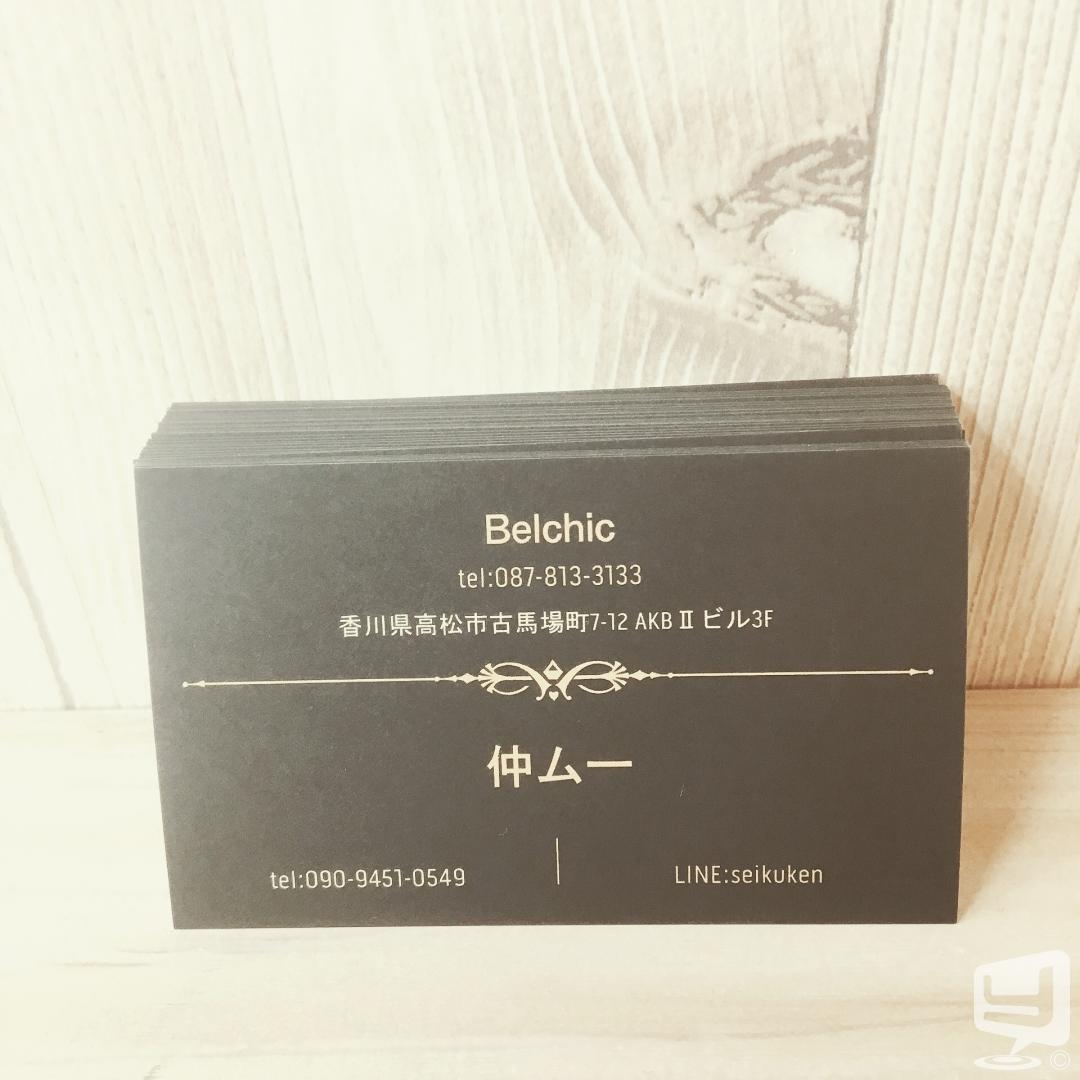 Belchic
tel:087-813-3133
香川県高松市古馬場町7-12 AKBⅡビル3F
仲ムー
tel:090-9451-0549
LINE:seikuken
©